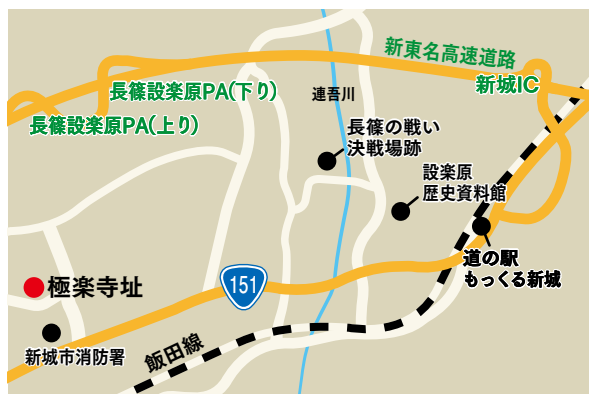 新東名高速道路
新城IC
長篠設楽原PA(下り)
連吾川
長篠設楽原PA(上り)
長篠の戦い
決戦場跡
設楽原
歴史資料館
道の駅
もっくる新城
151
極楽寺址
新城市消防署
飯田線